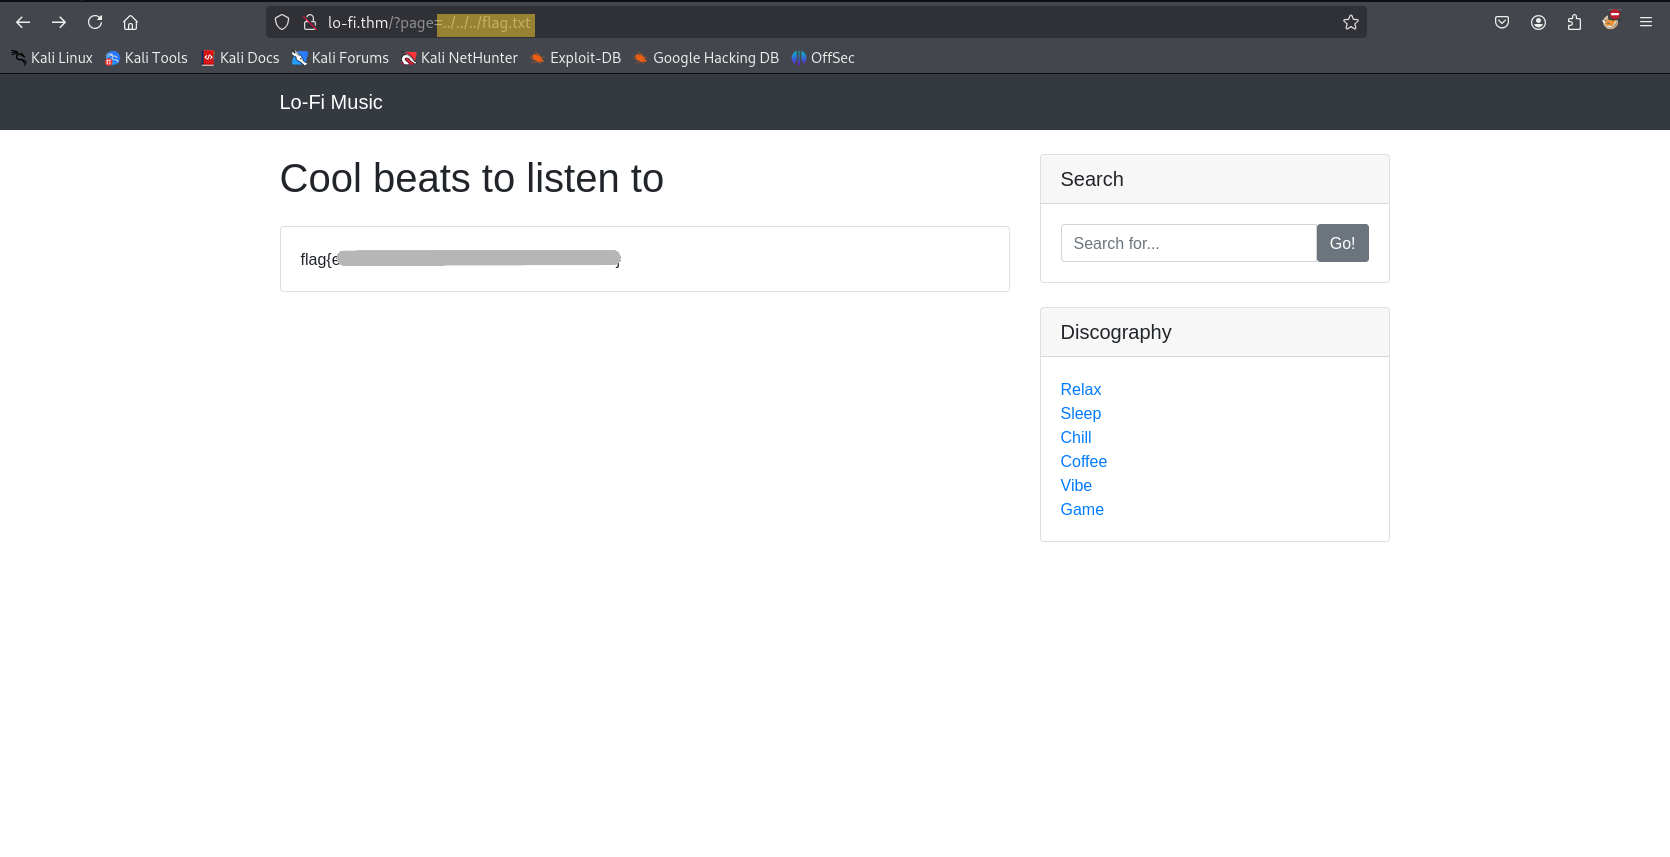 lo-fi.thm/?page=../../../flag.txt
Kali Linux Kali Tools Kali Docs Kali Forums Kali NetHunter Exploit-DB Google Hacking DB OffSec
Lo-Fi Music
Cool beats to listen to
flag{e
Search
Search for... Go!
Discography
Relax
Sleep
Chill
Coffee
Vibe
Game